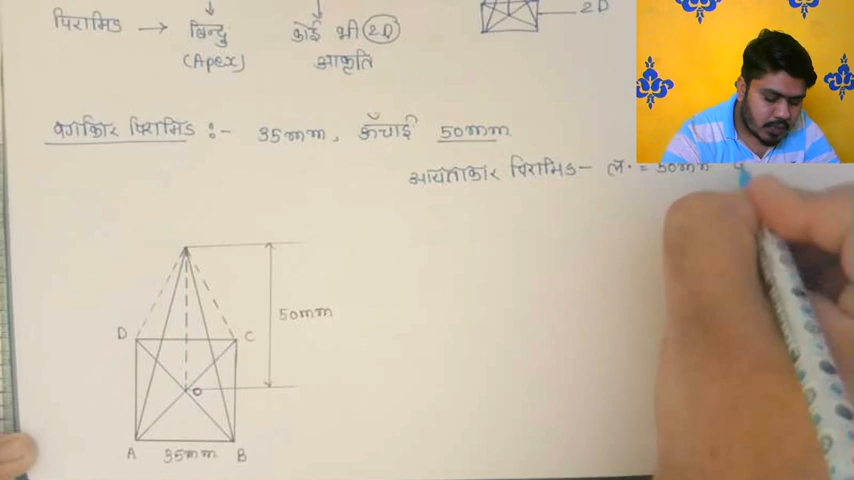 पिरामिड → बिन्दु कोई भी 2D
(Apex) आकृति
2D
वर्गाकार पिरामिड :- 35mm, ऊँचाई 50mm
आयताकार पिरामिड - ल॰ = 50mm
D C
50mm
O
A 35mm B